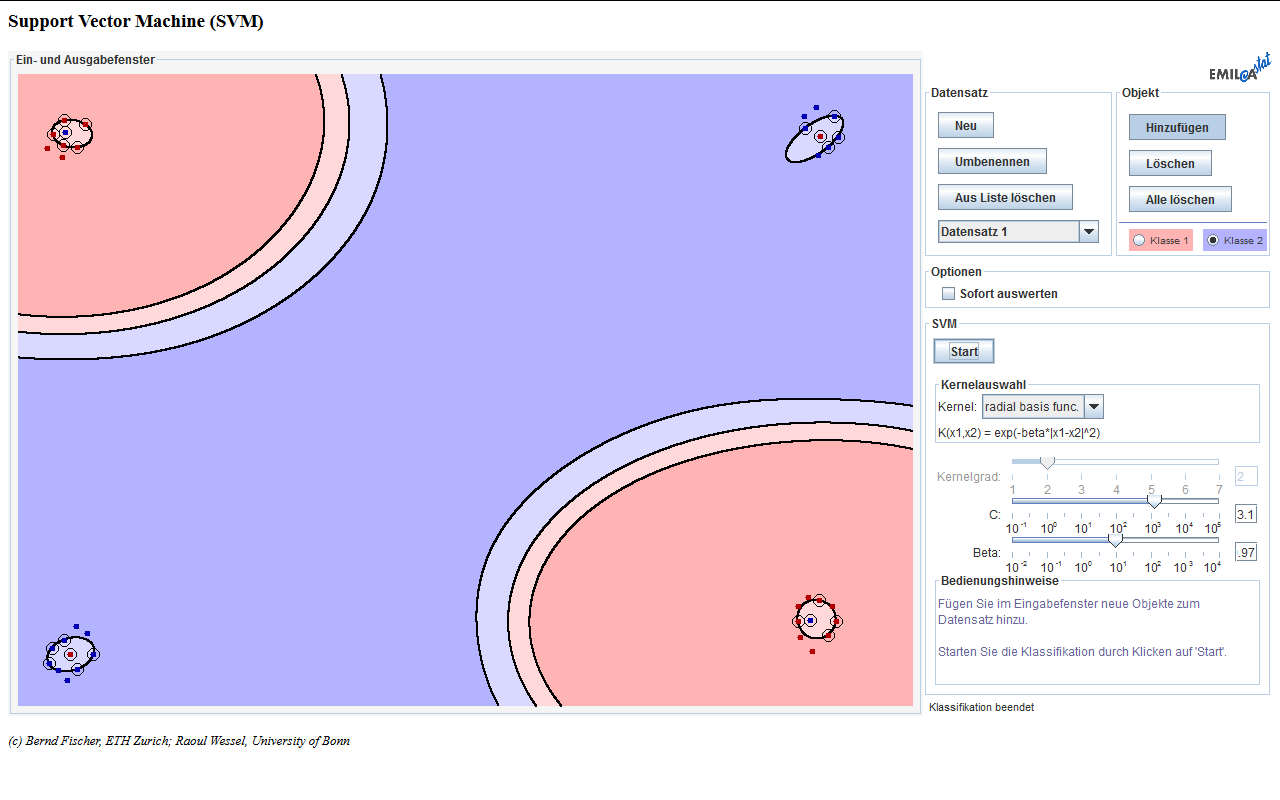 Support Vector Machine (SVM)
Ein- und Ausgabefenster
EMILeA stat
Datensatz
Neu
Umbenennen
Aus Liste löschen
Datensatz 1
Objekt
Hinzufügen
Löschen
Alle löschen
Klasse 1
Klasse 2
Optionen
Sofort auswerten
SVM
Start
Kernelauswahl
Kernel: radial basis func.
K(x1,x2) = exp(-beta*|x1-x2|^2)
Kernelgrad: 2
1 2 3 4 5 6 7
C: 3.1
10^-1 10^0 10^1 10^2 10^3 10^4 10^5
Beta: .97
10^-2 10^-1 10^0 10^1 10^2 10^3 10^4
Bedienungshinweise
Fügen Sie im Eingabefenster neue Objekte zum
Datensatz hinzu.
Starten Sie die Klassifikation durch Klicken auf 'Start'.
Klassifikation beendet
(c) Bernd Fischer, ETH Zurich; Raoul Wessel, University of Bonn